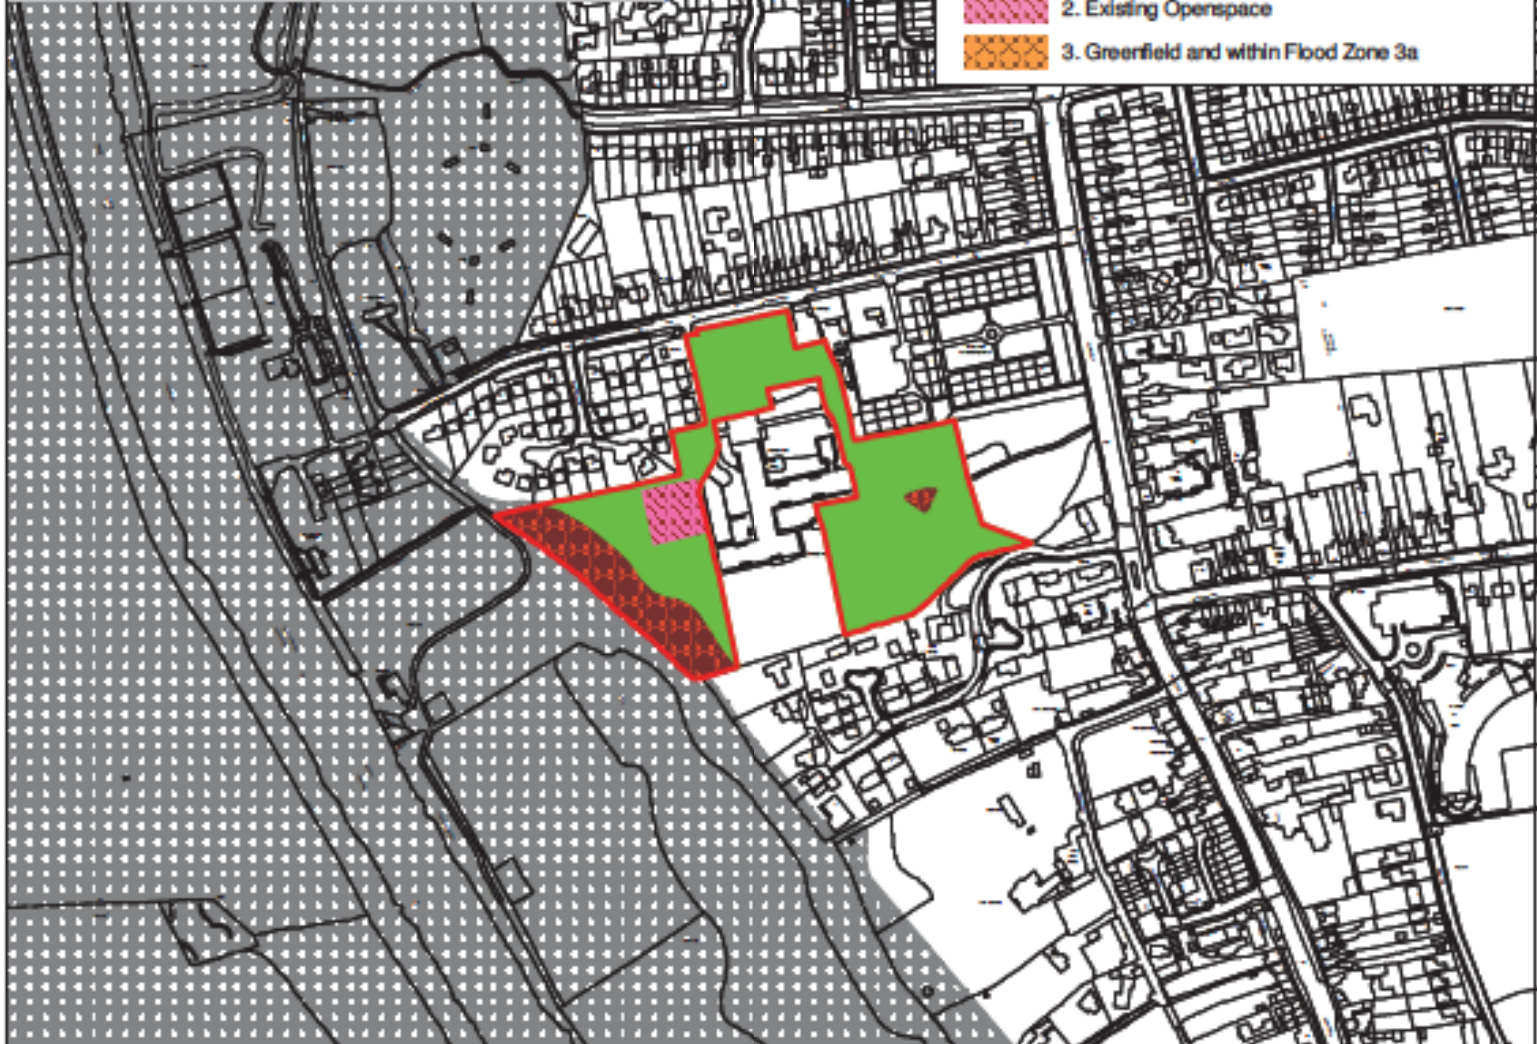 2. Existing Openspace
3. Greenfield and within Flood Zone 3a